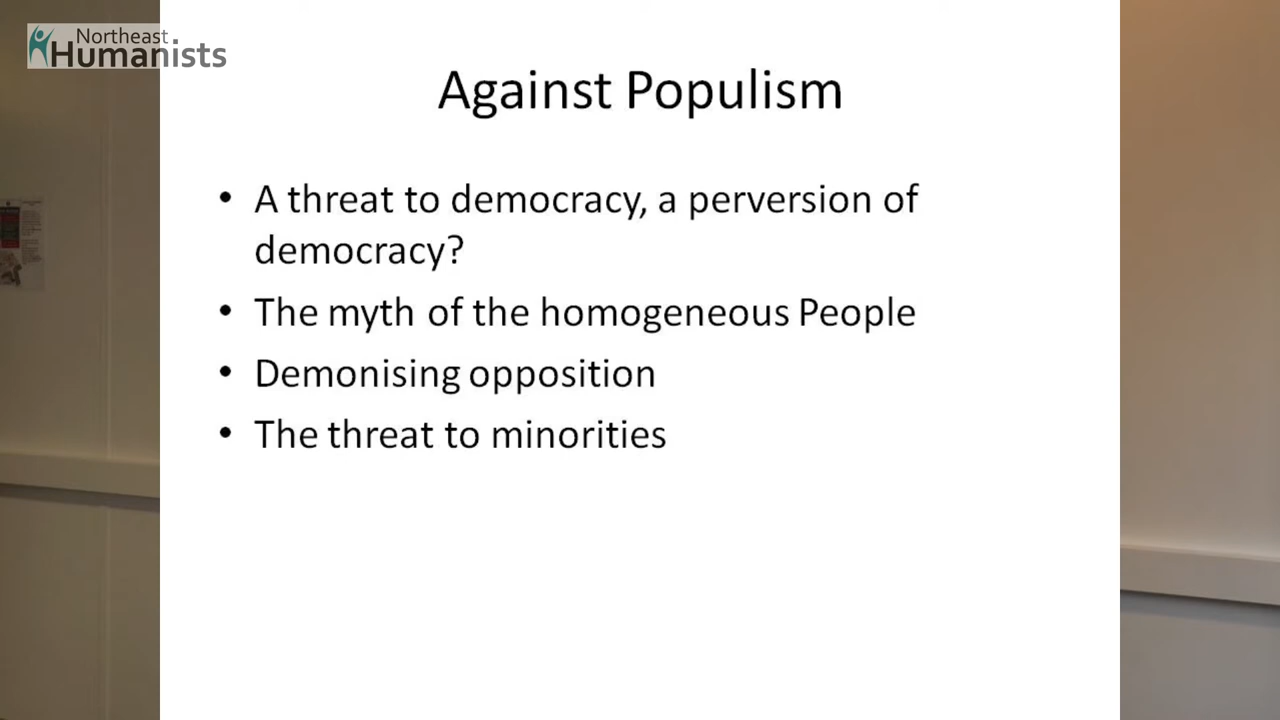 Northeast
Humanists
Against Populism
• A threat to democracy, a perversion of
democracy?
• The myth of the homogeneous People
• Demonising opposition
• The threat to minorities